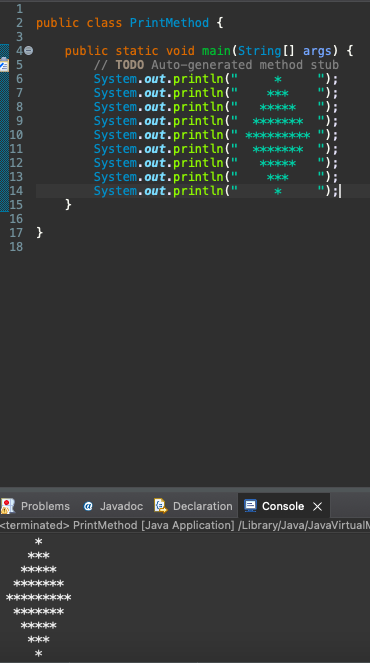 1
2 public class PrintMethod {
3
4 public static void main(String[] args) {
5 // TODO Auto-generated method stub
6 System.out.println("     *     ");
7 System.out.println("    ***    ");
8 System.out.println("   *****   ");
9 System.out.println("  *******  ");
10 System.out.println(" ********* ");
11 System.out.println("  *******  ");
12 System.out.println("   *****   ");
13 System.out.println("    ***    ");
14 System.out.println("     *     ");
15 }
16
17 }
18
Problems @ Javadoc Declaration Console
<terminated> PrintMethod [Java Application] /Library/Java/JavaVirtualM
     *
    ***
   *****
  *******
 *********
  *******
   *****
    ***
     *